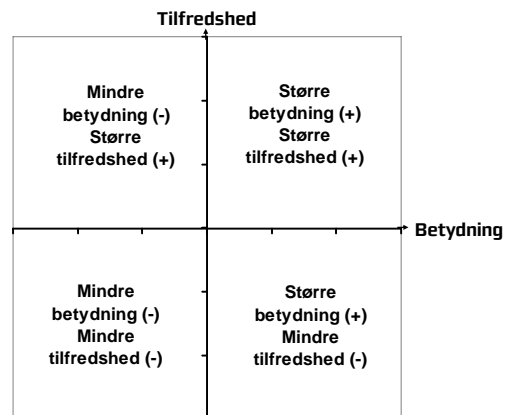 Tilfredshed
Mindre
betydning (-)
Større
tilfredshed (+)
Større
betydning (+)
Større
tilfredshed (+)
Betydning
Mindre
betydning (-)
Mindre
tilfredshed (-)
Større
betydning (+)
Mindre
tilfredshed (-)